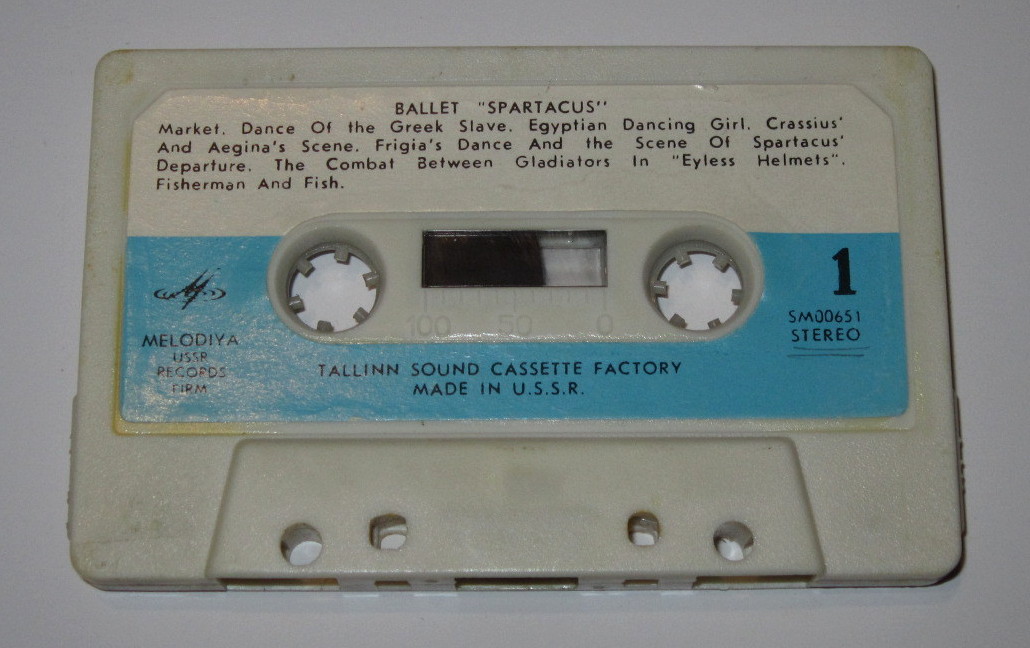 BALLET "SPARTACUS"
Market. Dance Of the Greek Slave. Egyptian Dancing Girl. Crassius'
And Aegina's Scene. Frigia's Dance And the Scene Of Spartacus'
Departure. The Combat Between Gladiators In "Eyless Helmets".
Fisherman And Fish.
1
SM00651
STEREO
MELODIYA
USSR
RECORDS
FIRM
100 50 0
TALLINN SOUND CASSETTE FACTORY
MADE IN U.S.S.R.